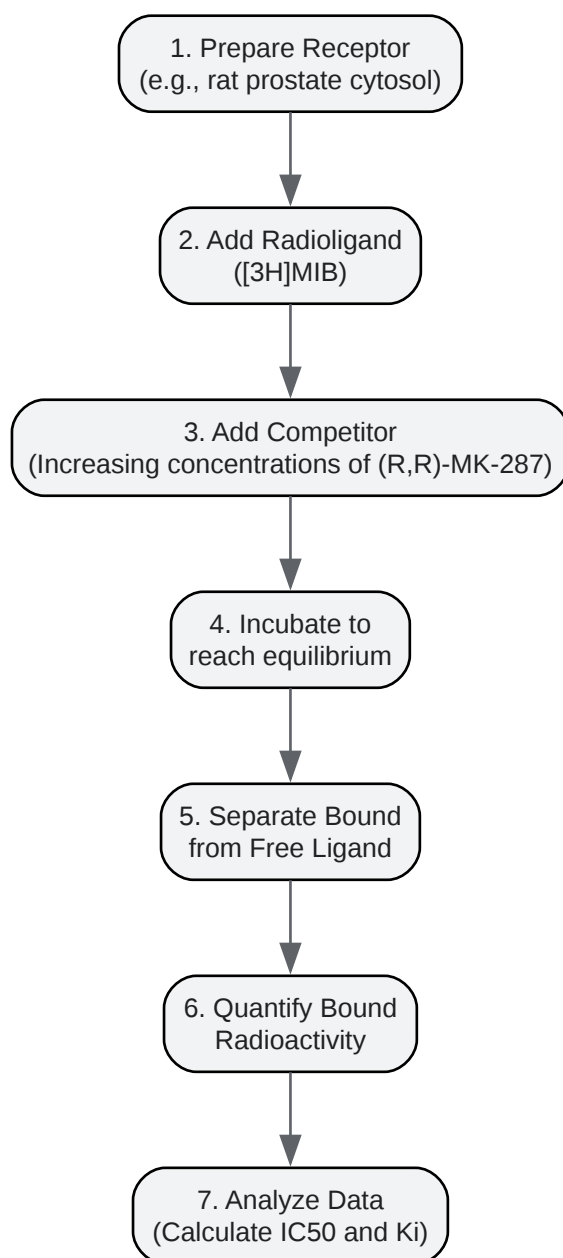 1. Prepare Receptor
(e.g., rat prostate cytosol)
2. Add Radioligand
([3H]MIB)
3. Add Competitor
(Increasing concentrations of (R,R)-MK-287)
4. Incubate to
reach equilibrium
5. Separate Bound
from Free Ligand
6. Quantify Bound
Radioactivity
7. Analyze Data
(Calculate IC50 and Ki)